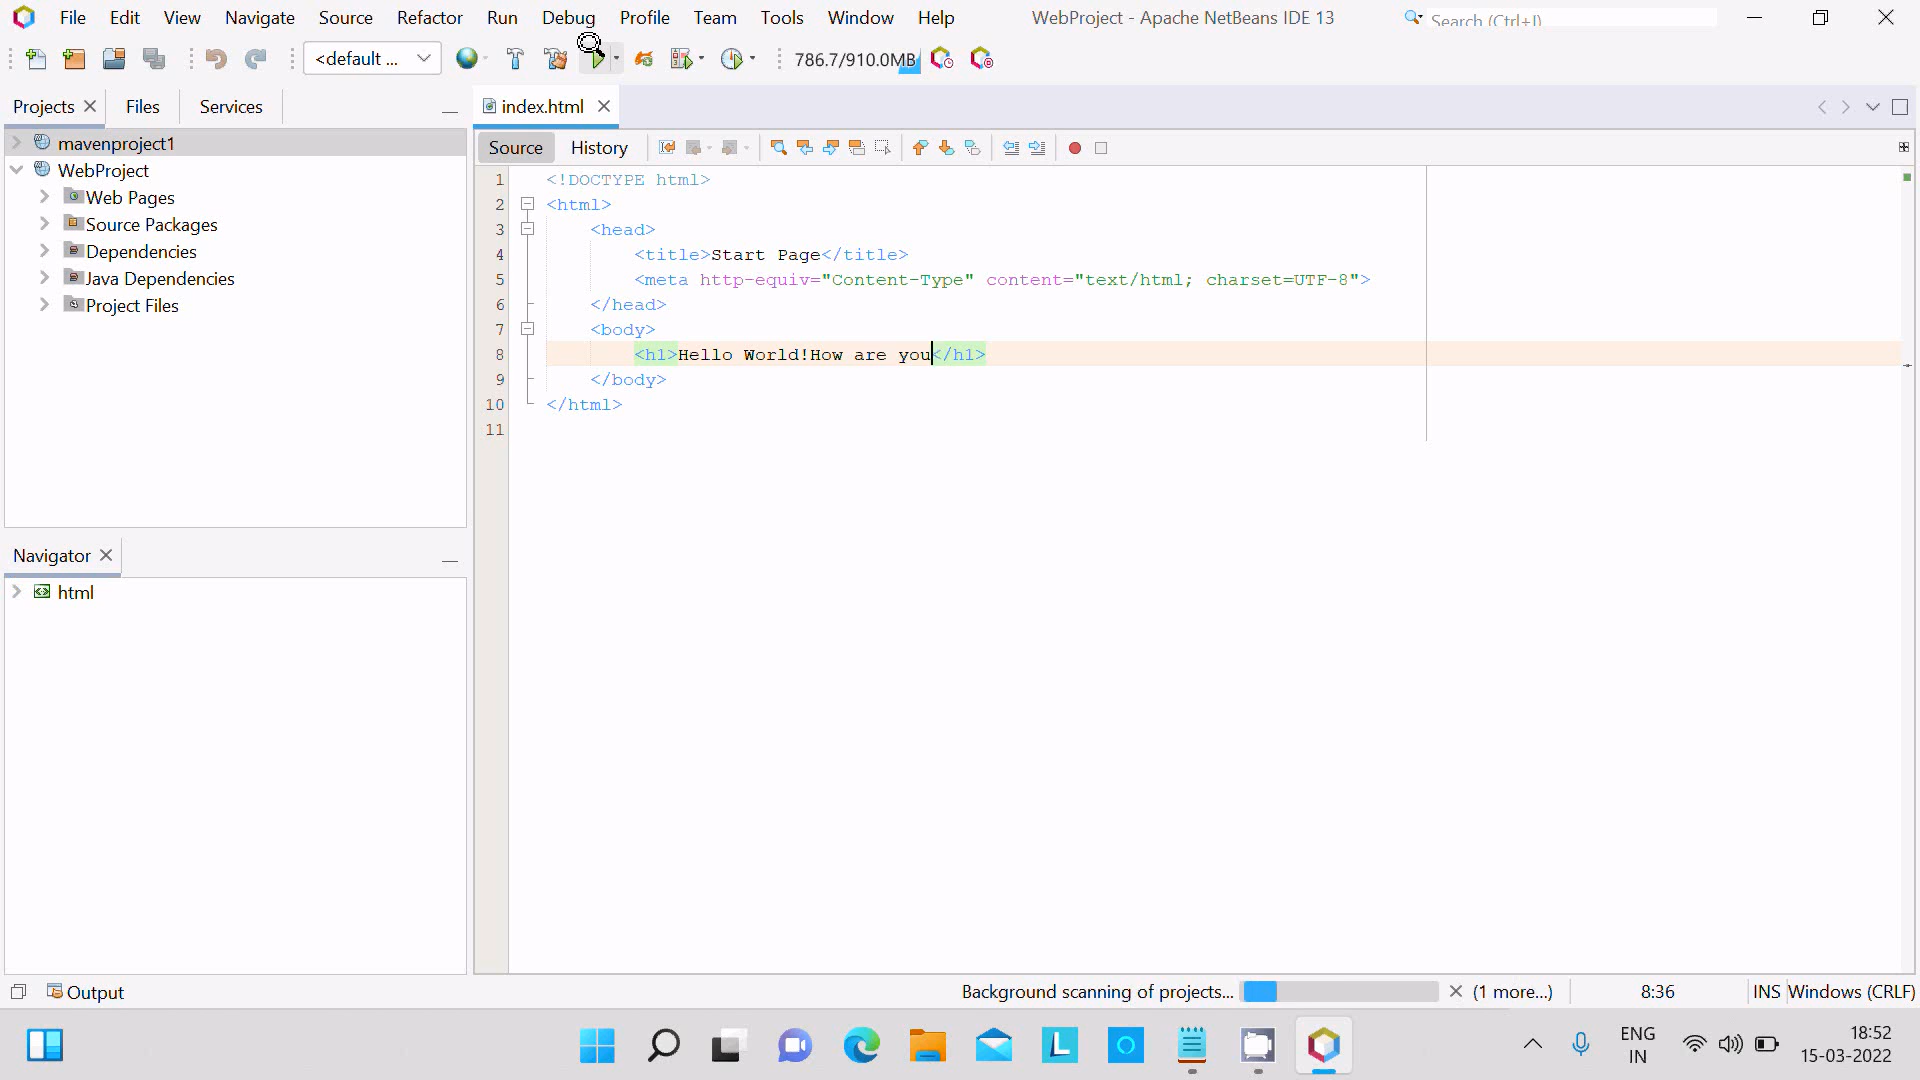 File Edit View Navigate Source Refactor Run Debug Profile Team Tools Window Help WebProject - Apache NetBeans IDE 13 Search (Ctrl+I)
<default ... 786.7/910.0MB
Projects Files Services
index.html
Source History
mavenproject1
WebProject
Web Pages
Source Packages
Dependencies
Java Dependencies
Project Files
1 <!DOCTYPE html>
2 <html>
3 <head>
4 <title>Start Page</title>
5 <meta http-equiv="Content-Type" content="text/html; charset=UTF-8">
6 </head>
7 <body>
8 <h1>Hello World!How are you</h1>
9 </body>
10 </html>
11
Navigator
html
Output
Background scanning of projects... (1 more...) 8:36 INS Windows (CRLF)
L
ENG
IN
18:52
15-03-2022